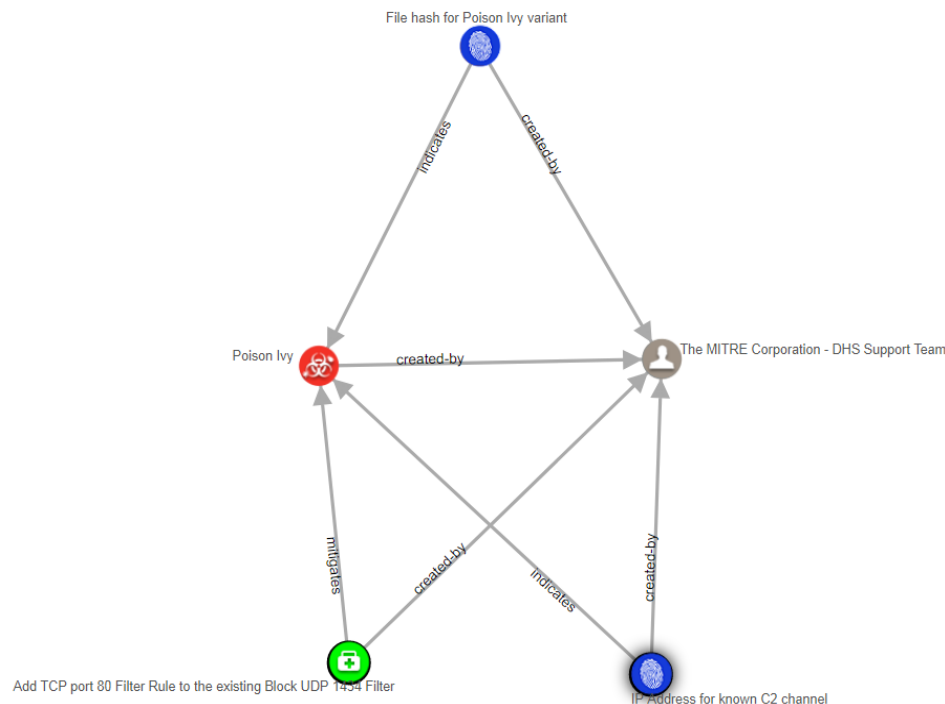 File hash for Poison Ivy variant
indicates
created-by
Poison Ivy
created-by
The MITRE Corporation - DHS Support Team
mitigates
created-by
indicates
created-by
Add TCP port 80 Filter Rule to the existing Block UDP 1434 Filter
IP Address for known C2 channel